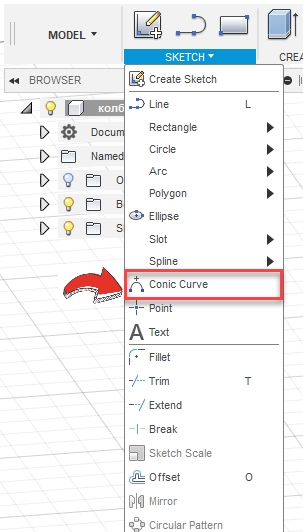 MODEL
SKETCH
CREA
BROWSER
Create Sketch
колб
Line L
Rectangle
Docum
Circle
Named
Arc
O
Polygon
B
Ellipse
S
Slot
Spline
Conic Curve
Point
Text
Fillet
Trim T
Extend
Break
Sketch Scale
Offset O
Mirror
Circular Pattern